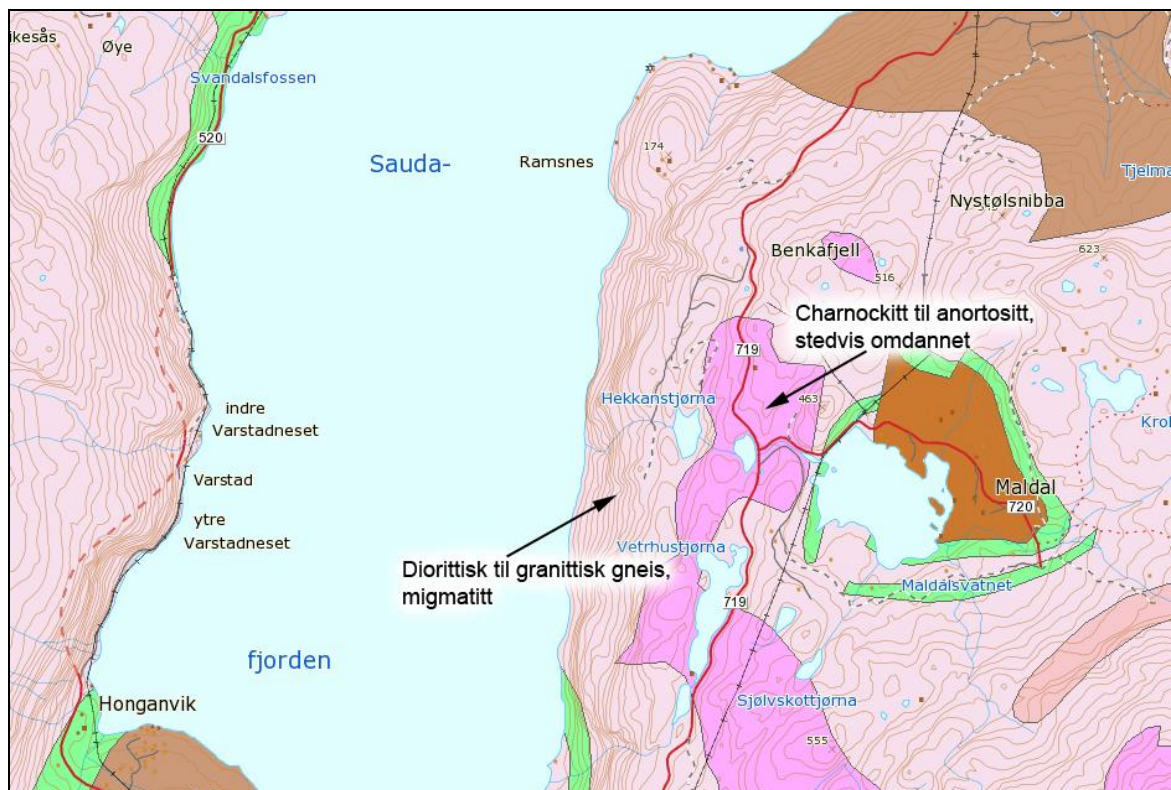 ikesås
Øye
Svandalsfossen
520
Sauda-
Ramsnes
174
Tjelma
Nystølsnibba
623
Benkafjell
516
Charnockitt til anortositt,
stedvis omdannet
719
Hekkanstjørna
463
indre
Varstadneset
Krok
Varstad
Maldal
720
ytre
Varstadneset
Vetrhustjørna
Diorittisk til granittisk gneis,
migmatitt
Maldalsvatnet
719
fjorden
Honganvik
Sjølvskottjørna
555